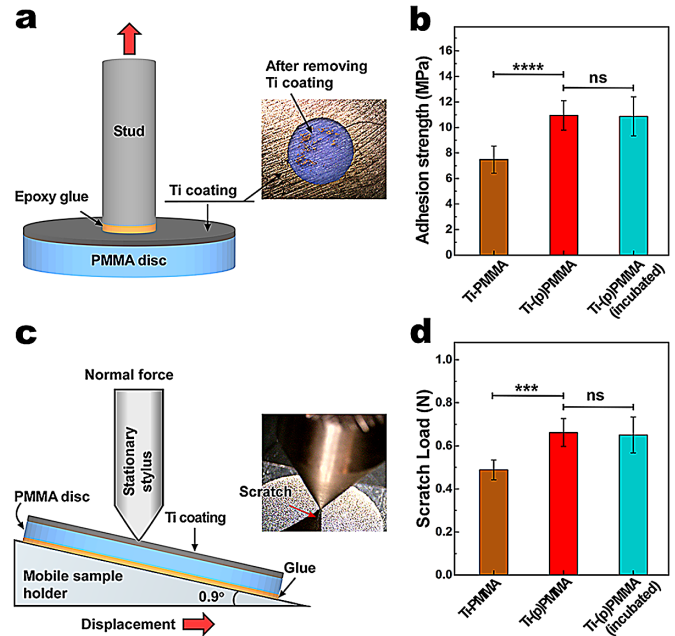 a
Stud
Epoxy glue
Ti coating
PMMA disc
After removing
Ti coating
b
Adhesion strength (MPa)
18
16
14
12
10
8
6
4
2
0
****
ns
Ti-PMMA
Ti-(p)PMMA
Ti-(p)PMMA
(incubated)
c
Normal force
Stationary
stylus
PMMA disc
Ti coating
Scratch
Glue
Mobile sample
holder
0.9°
Displacement
d
Scratch Load (N)
1.0
0.8
0.6
0.4
0.2
0.0
***
ns
Ti-PMMA
Ti-(p)PMMA
Ti-(p)PMMA
(incubated)